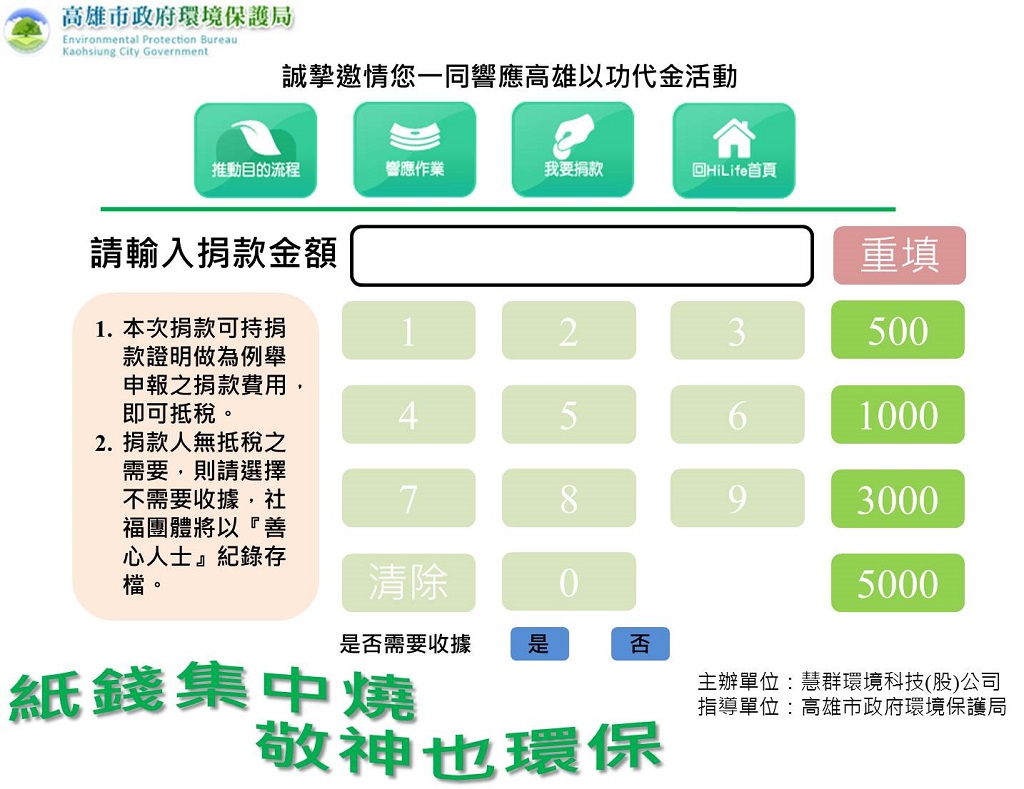 高雄市政府環境保護局
Environmental Protection Bureau
Kaohsiung City Government
誠摯邀情您一同響應高雄以功代金活動
推動目的流程
響應作業
我要捐款
回HiLife首頁
請輸入捐款金額
重填
1. 本次捐款可持捐
款證明做為例舉
申報之捐款費用，
即可抵稅。
2. 捐款人無抵稅之
需要，則請選擇
不需要收據，社
福團體將以『善
心人士』紀錄存
檔。
1 2 3 500
4 5 6 1000
7 8 9 3000
清除 0 5000
是否需要收據 是 否
紙錢集中燒
敬神也環保
主辦單位：慧群環境科技(股)公司
指導單位：高雄市政府環境保護局